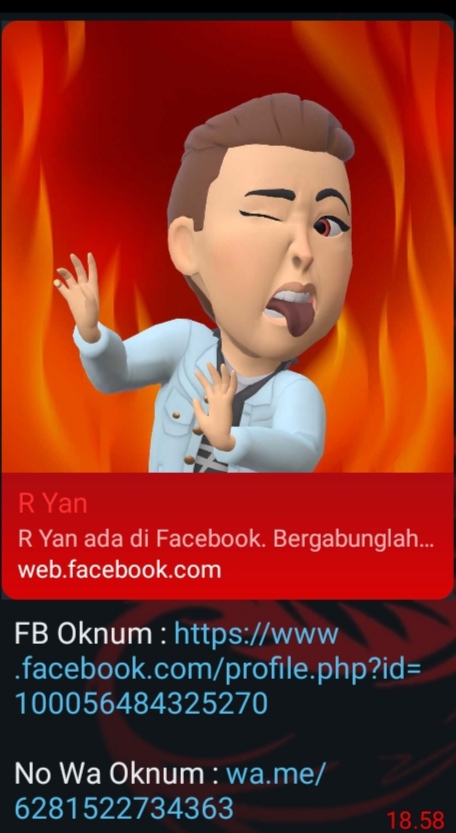 R Yan
R Yan ada di Facebook. Bergabunglah...
web.facebook.com
FB Oknum : https://www
.facebook.com/profile.php?id=
100056484325270
No Wa Oknum : wa.me/
6281522734363
18.58